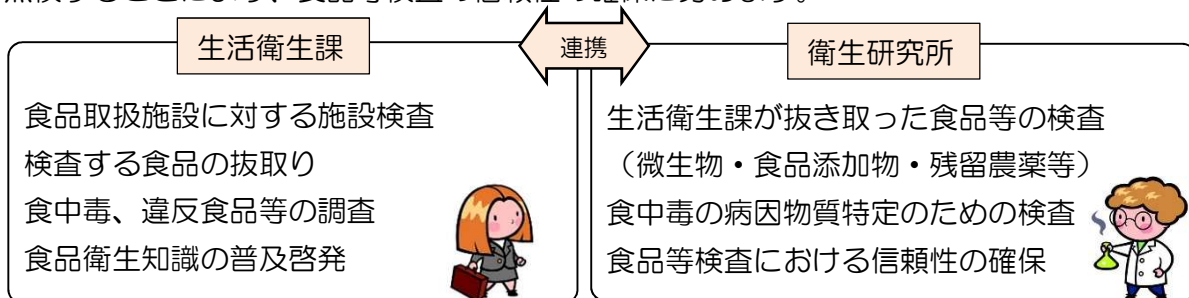 生活衛生課
連携
衛生研究所
食品取扱施設に対する施設検査
検査する食品の抜取り
食中毒、違反食品等の調査
食品衛生知識の普及啓発
生活衛生課が抜き取った食品等の検査
（微生物・食品添加物・残留農薬等）
食中毒の病因物質特定のための検査
食品等検査における信頼性の確保